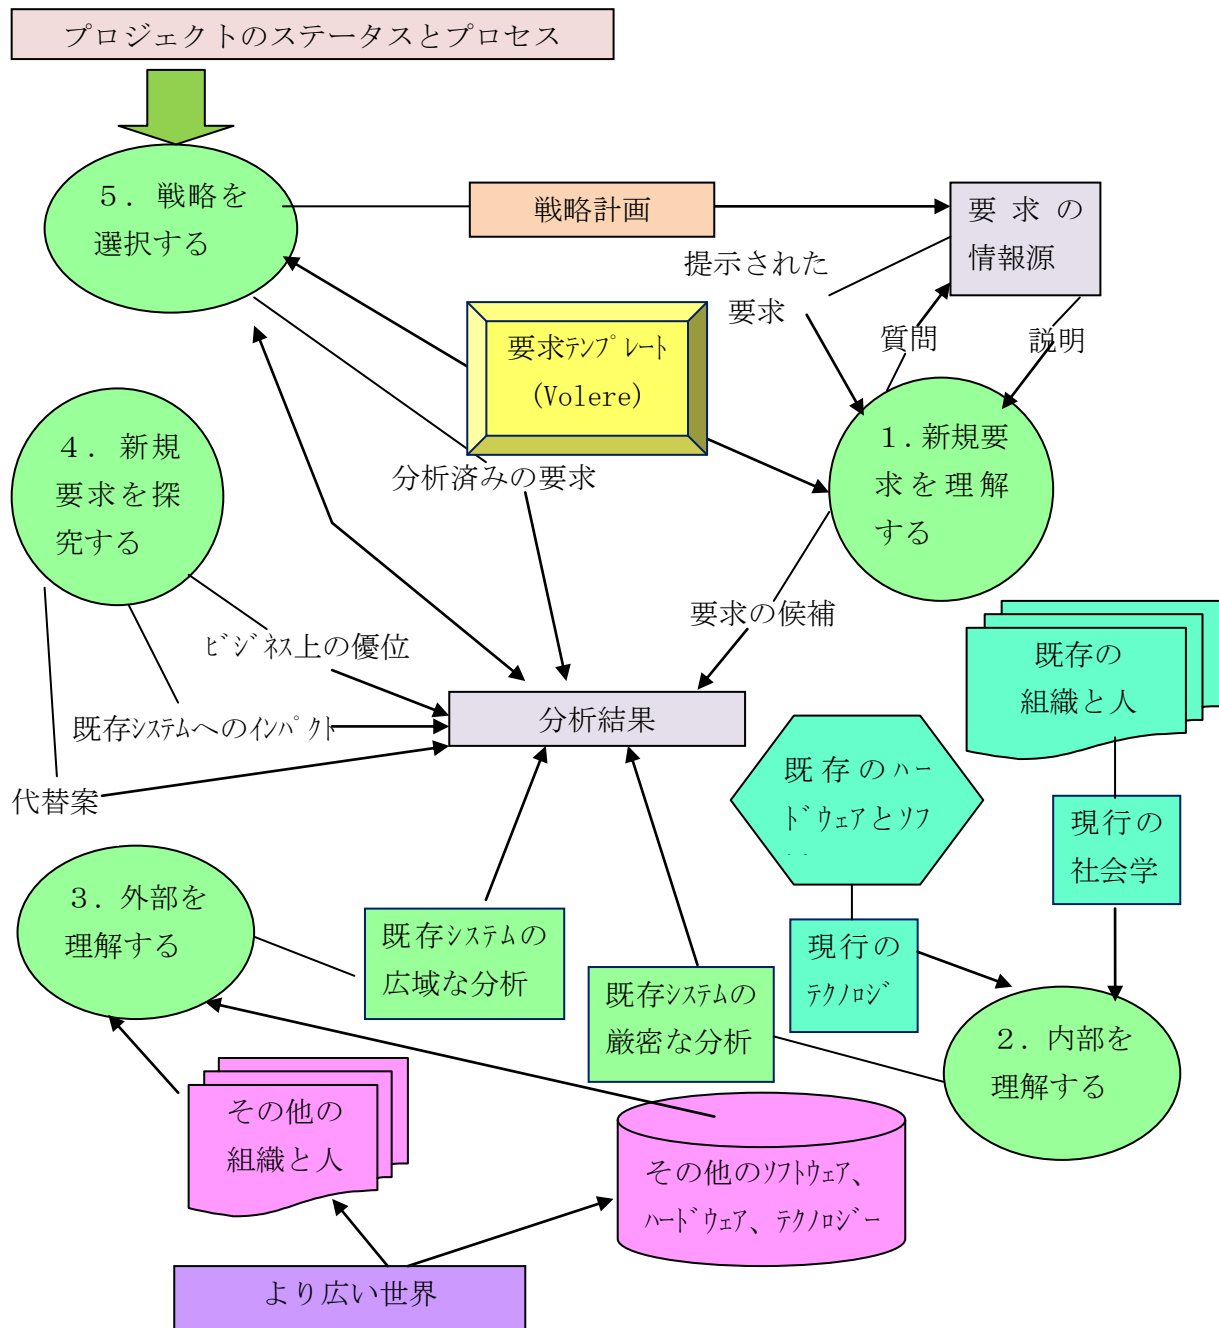 プロジェクトのステータスとプロセス
５．戦略を
選択する
戦略計画
要求の
情報源
提示された
要求
質問
説明
要求ﾃﾝﾌﾟﾚｰﾄ
(Volere)
１.新規要
求を理解
する
４．新規
要求を探
究する
分析済みの要求
要求の候補
ﾋﾞｼﾞﾈｽ上の優位
既存ｼｽﾃﾑへのｲﾝﾊﾟｸﾄ
代替案
分析結果
既存の
組織と人
既存のﾊｰ
ﾄﾞｳｪｱとｿﾌ
現行の
社会学
３．外部を
理解する
既存ｼｽﾃﾑの
広域な分析
既存ｼｽﾃﾑの
厳密な分析
現行の
ﾃｸﾉﾛｼﾞ
２．内部を
理解する
その他の
組織と人
その他のｿﾌﾄｳｪｱ、
ﾊｰﾄﾞｳｪｱ、ﾃｸﾉﾛｼﾞｰ
より広い世界